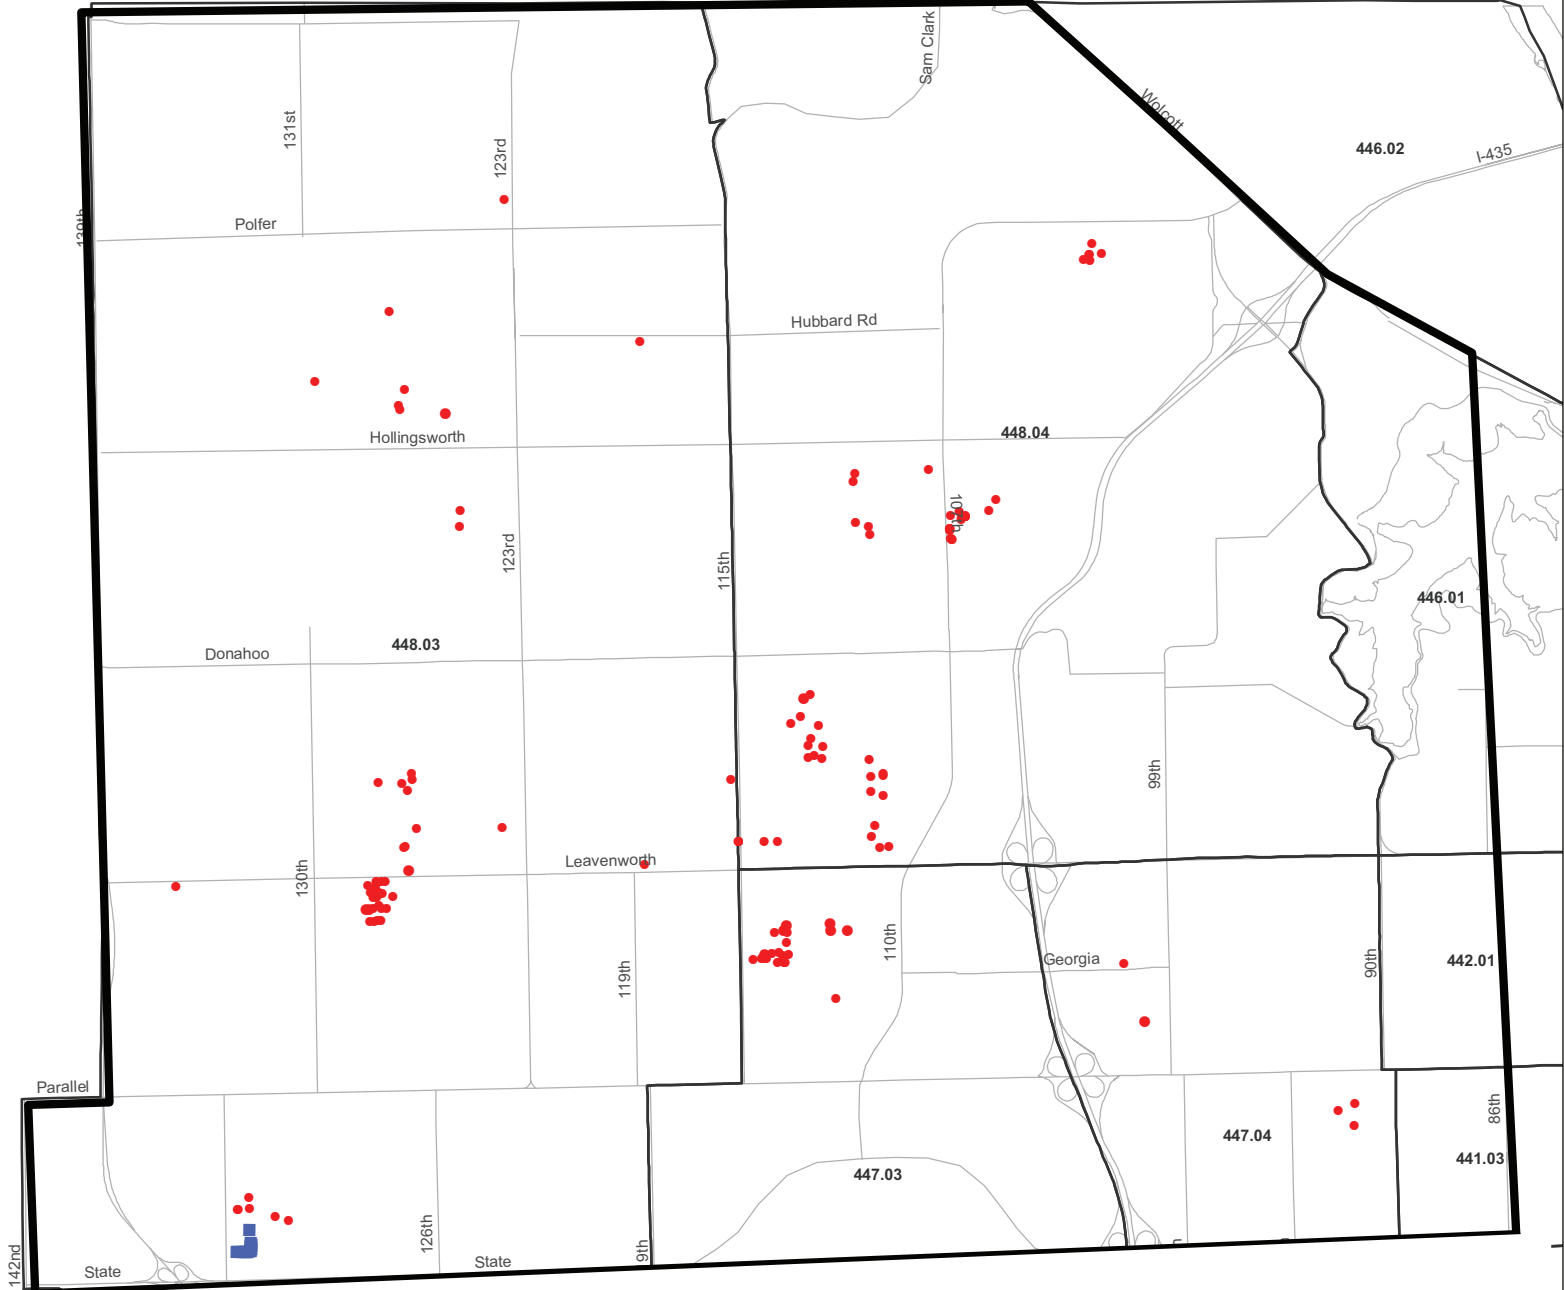 Sam Clark
Wolcott
131st
123rd
446.02
I-435
139th
Polfer
Hubbard Rd
Hollingsworth
448.04
123rd
115th
446.01
Donahoo
448.03
99th
Leavenworth
130th
119th
110th
Georgia
90th
442.01
Parallel
86th
447.04
441.03
447.03
142nd
126th
9th
State
State